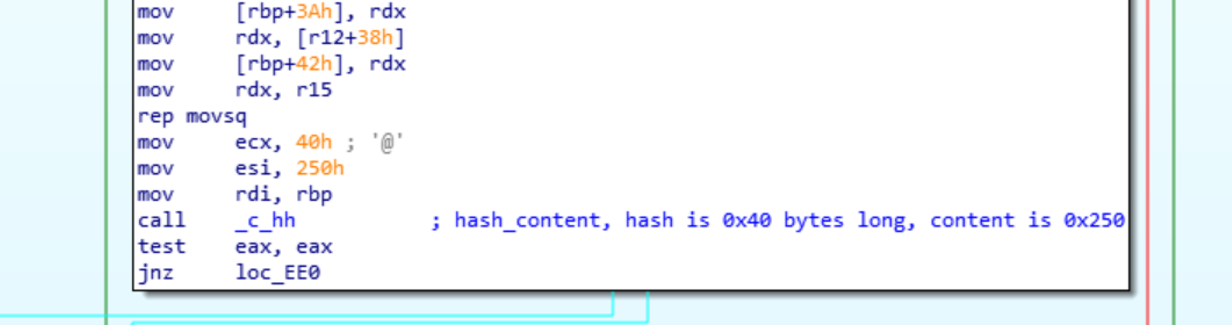 mov [rbp+3Ah], rdx
mov rdx, [r12+38h]
mov [rbp+42h], rdx
mov rdx, r15
rep movsq
mov ecx, 40h ; '@'
mov esi, 250h
mov rdi, rbp
call _c_hh ; hash_content, hash is 0x40 bytes long, content is 0x250
test eax, eax
jnz loc_EE0